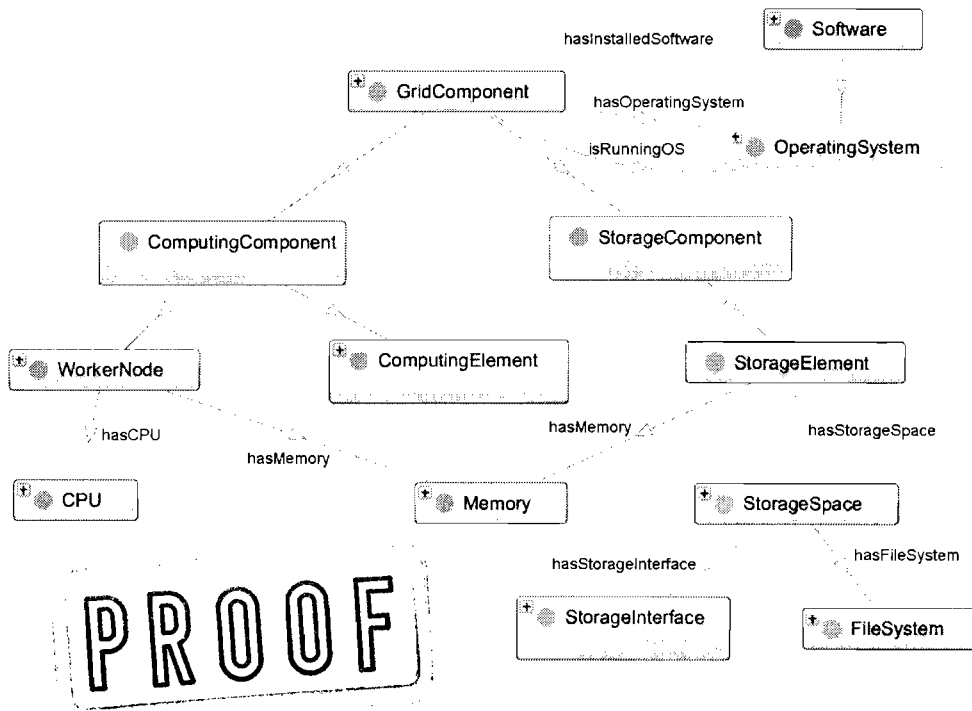 Software
hasInstalledSoftware
GridComponent
hasOperatingSystem
isRunningOS
OperatingSystem
ComputingComponent
StorageComponent
WorkerNode
ComputingElement
StorageElement
hasCPU
hasMemory
hasMemory
hasStorageSpace
CPU
Memory
StorageSpace
hasStorageInterface
hasFileSystem
StorageInterface
FileSystem
PROOF